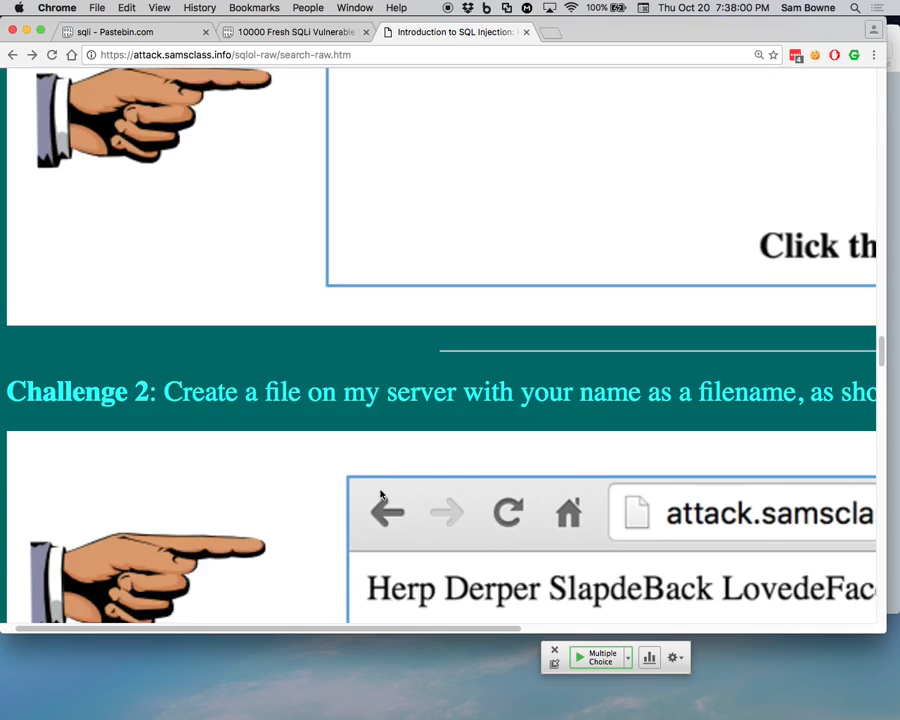 Chrome File Edit View History Bookmarks People Window Help 100% Thu Oct 20 7:38:00 PM Sam Bowne
sqli - Pastebin.com × 10000 Fresh SQLi Vulnerable × Introduction to SQL Injection: ×
https://attack.samsclass.info/sqlol-raw/search-raw.htm
4
Click th
Challenge 2: Create a file on my server with your name as a filename, as sho
attack.samscla
Herp Derper SlapdeBack LovedeFac
Multiple
Choice